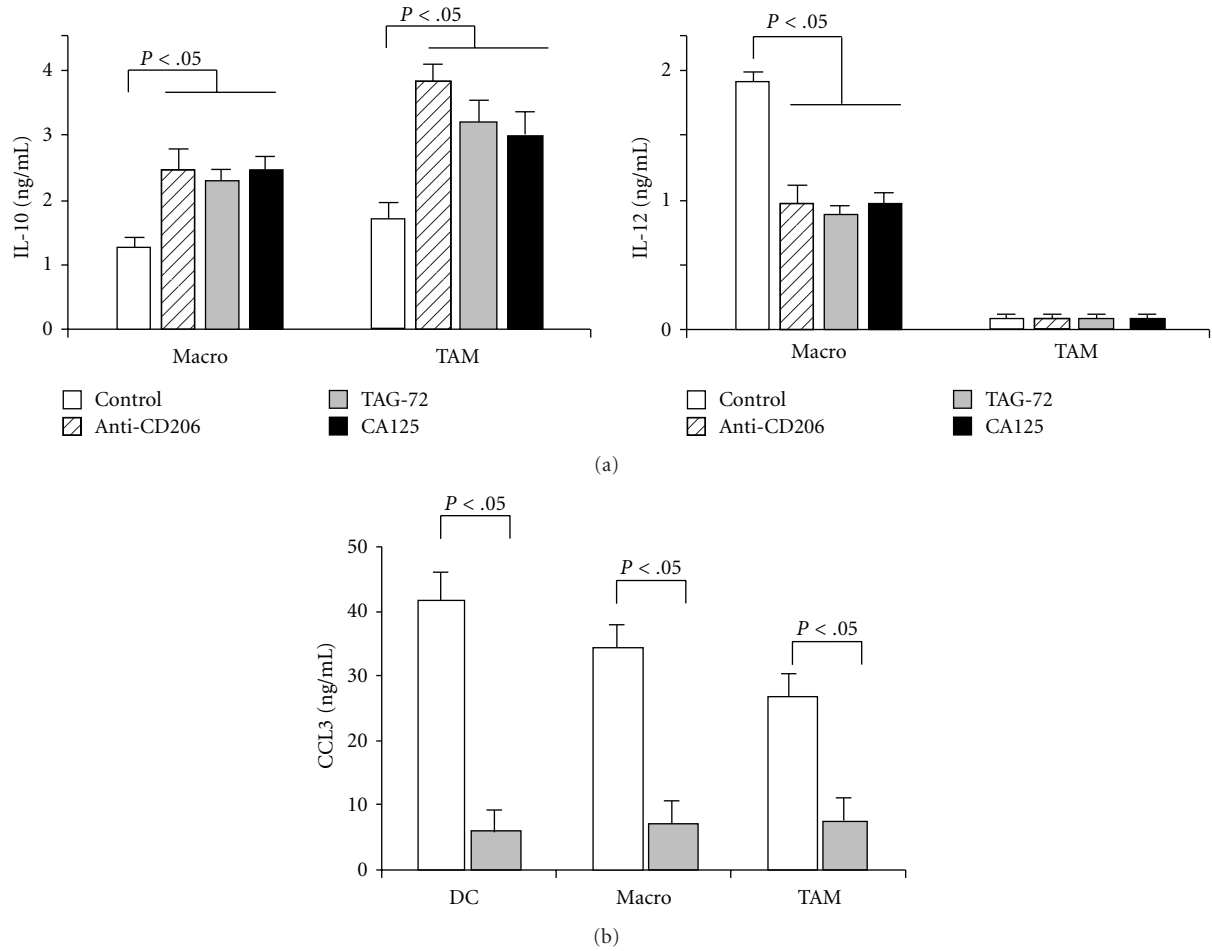 P < .05
P < .05
4
3
2
1
0
IL-10 (ng/mL)
Macro
TAM
Control
TAG-72
Anti-CD206
CA125
P < .05
2
1
0
IL-12 (ng/mL)
Macro
TAM
Control
TAG-72
Anti-CD206
CA125
(a)
P < .05
P < .05
P < .05
50
40
30
20
10
0
CCL3 (ng/mL)
DC
Macro
TAM
(b)